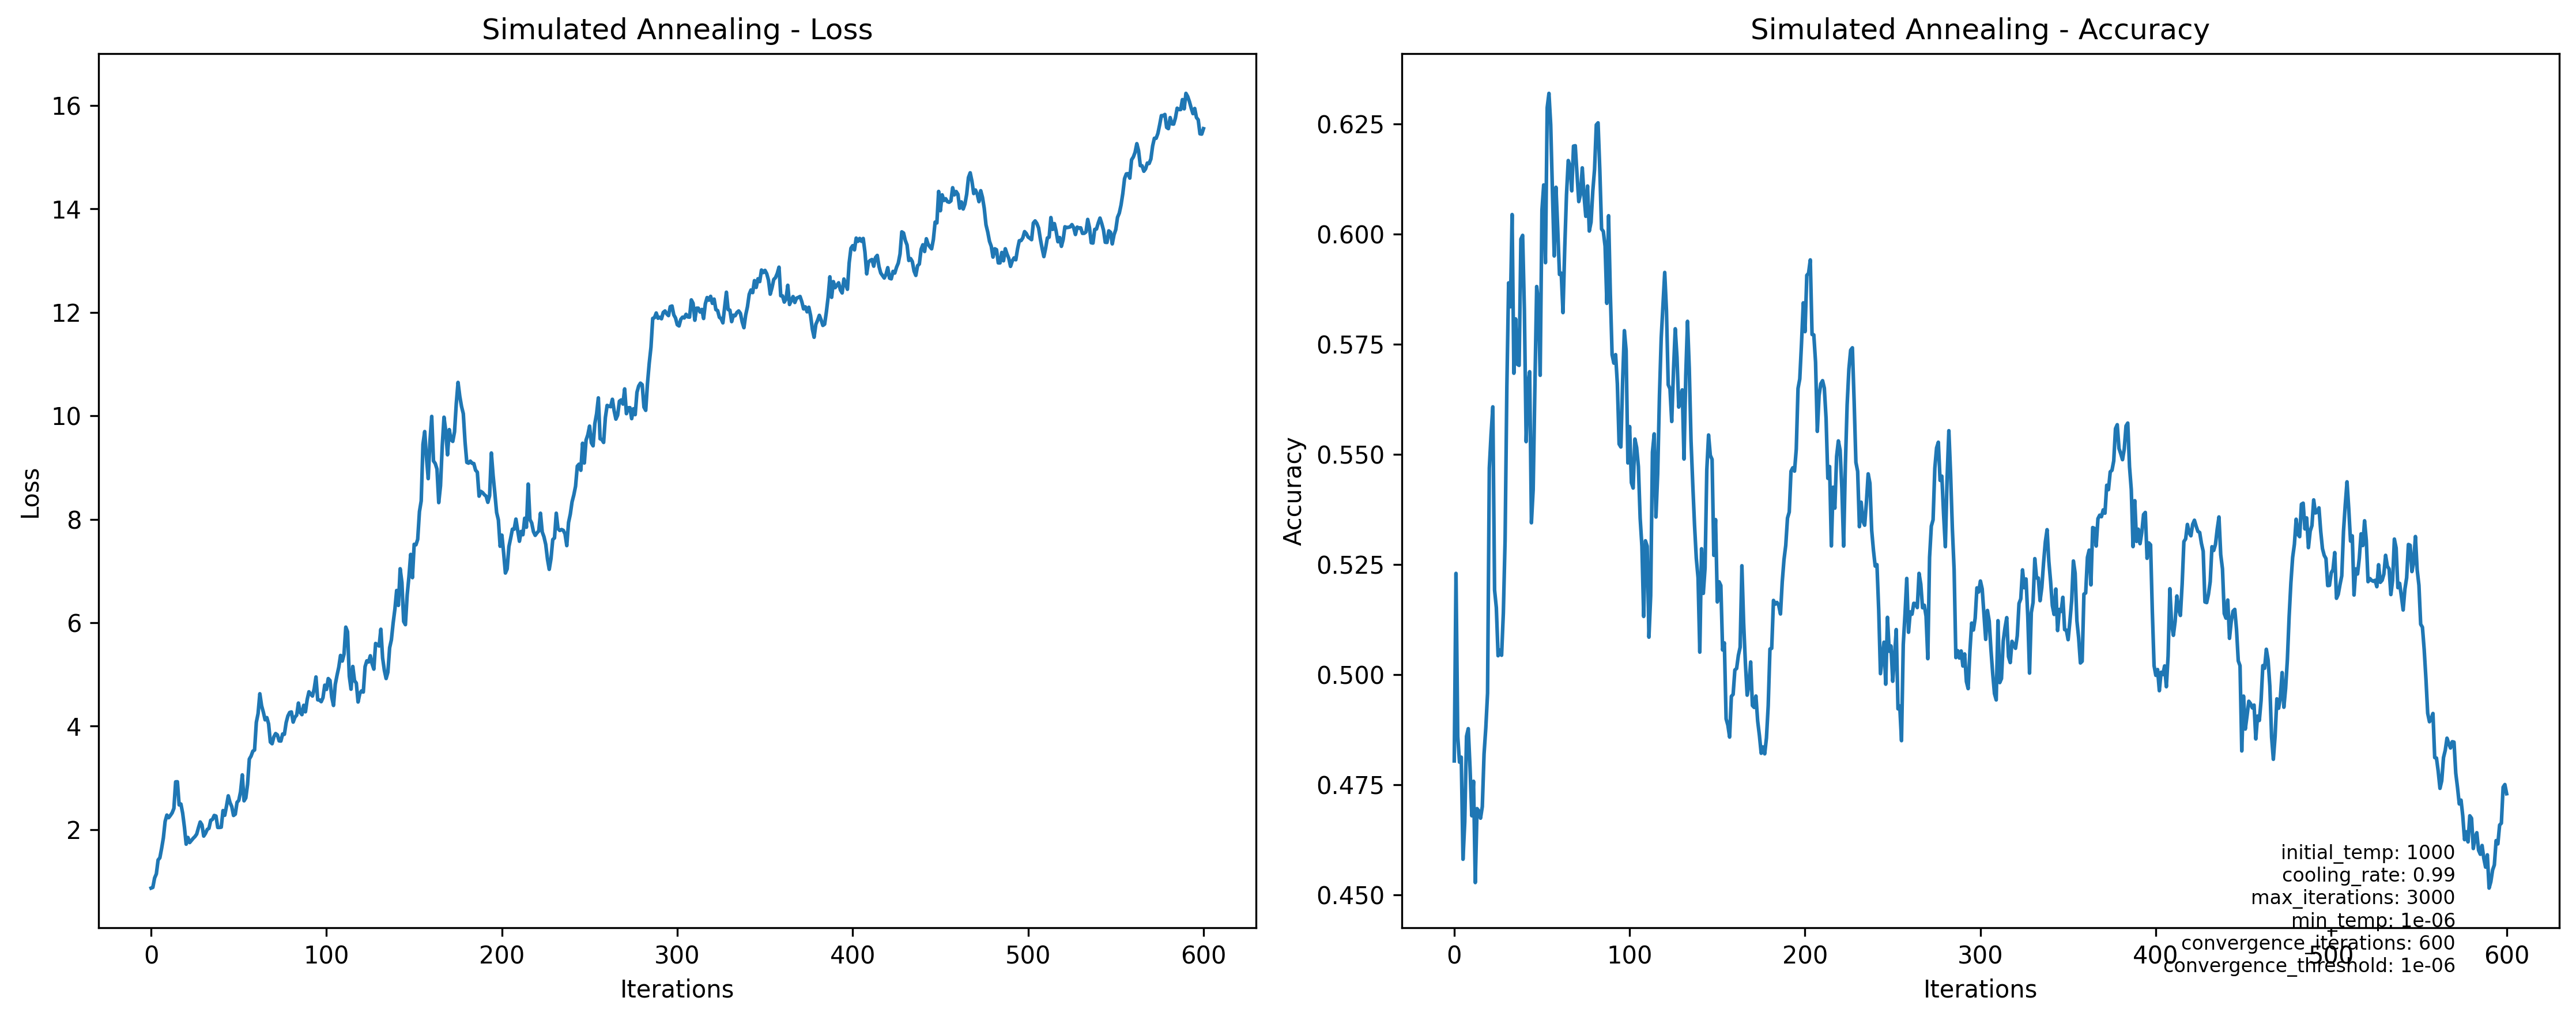 Simulated Annealing - Loss
Loss
16
14
12
10
8
6
4
2
0 100 200 300 400 500 600
Iterations
Simulated Annealing - Accuracy
Accuracy
0.625
0.600
0.575
0.550
0.525
0.500
0.475
0.450
initial_temp: 1000
cooling_rate: 0.99
max_iterations: 3000
min_temp: 1e-06
convergence_iterations: 600
convergence_threshold: 1e-06
0 100 200 300 400 500 600
Iterations